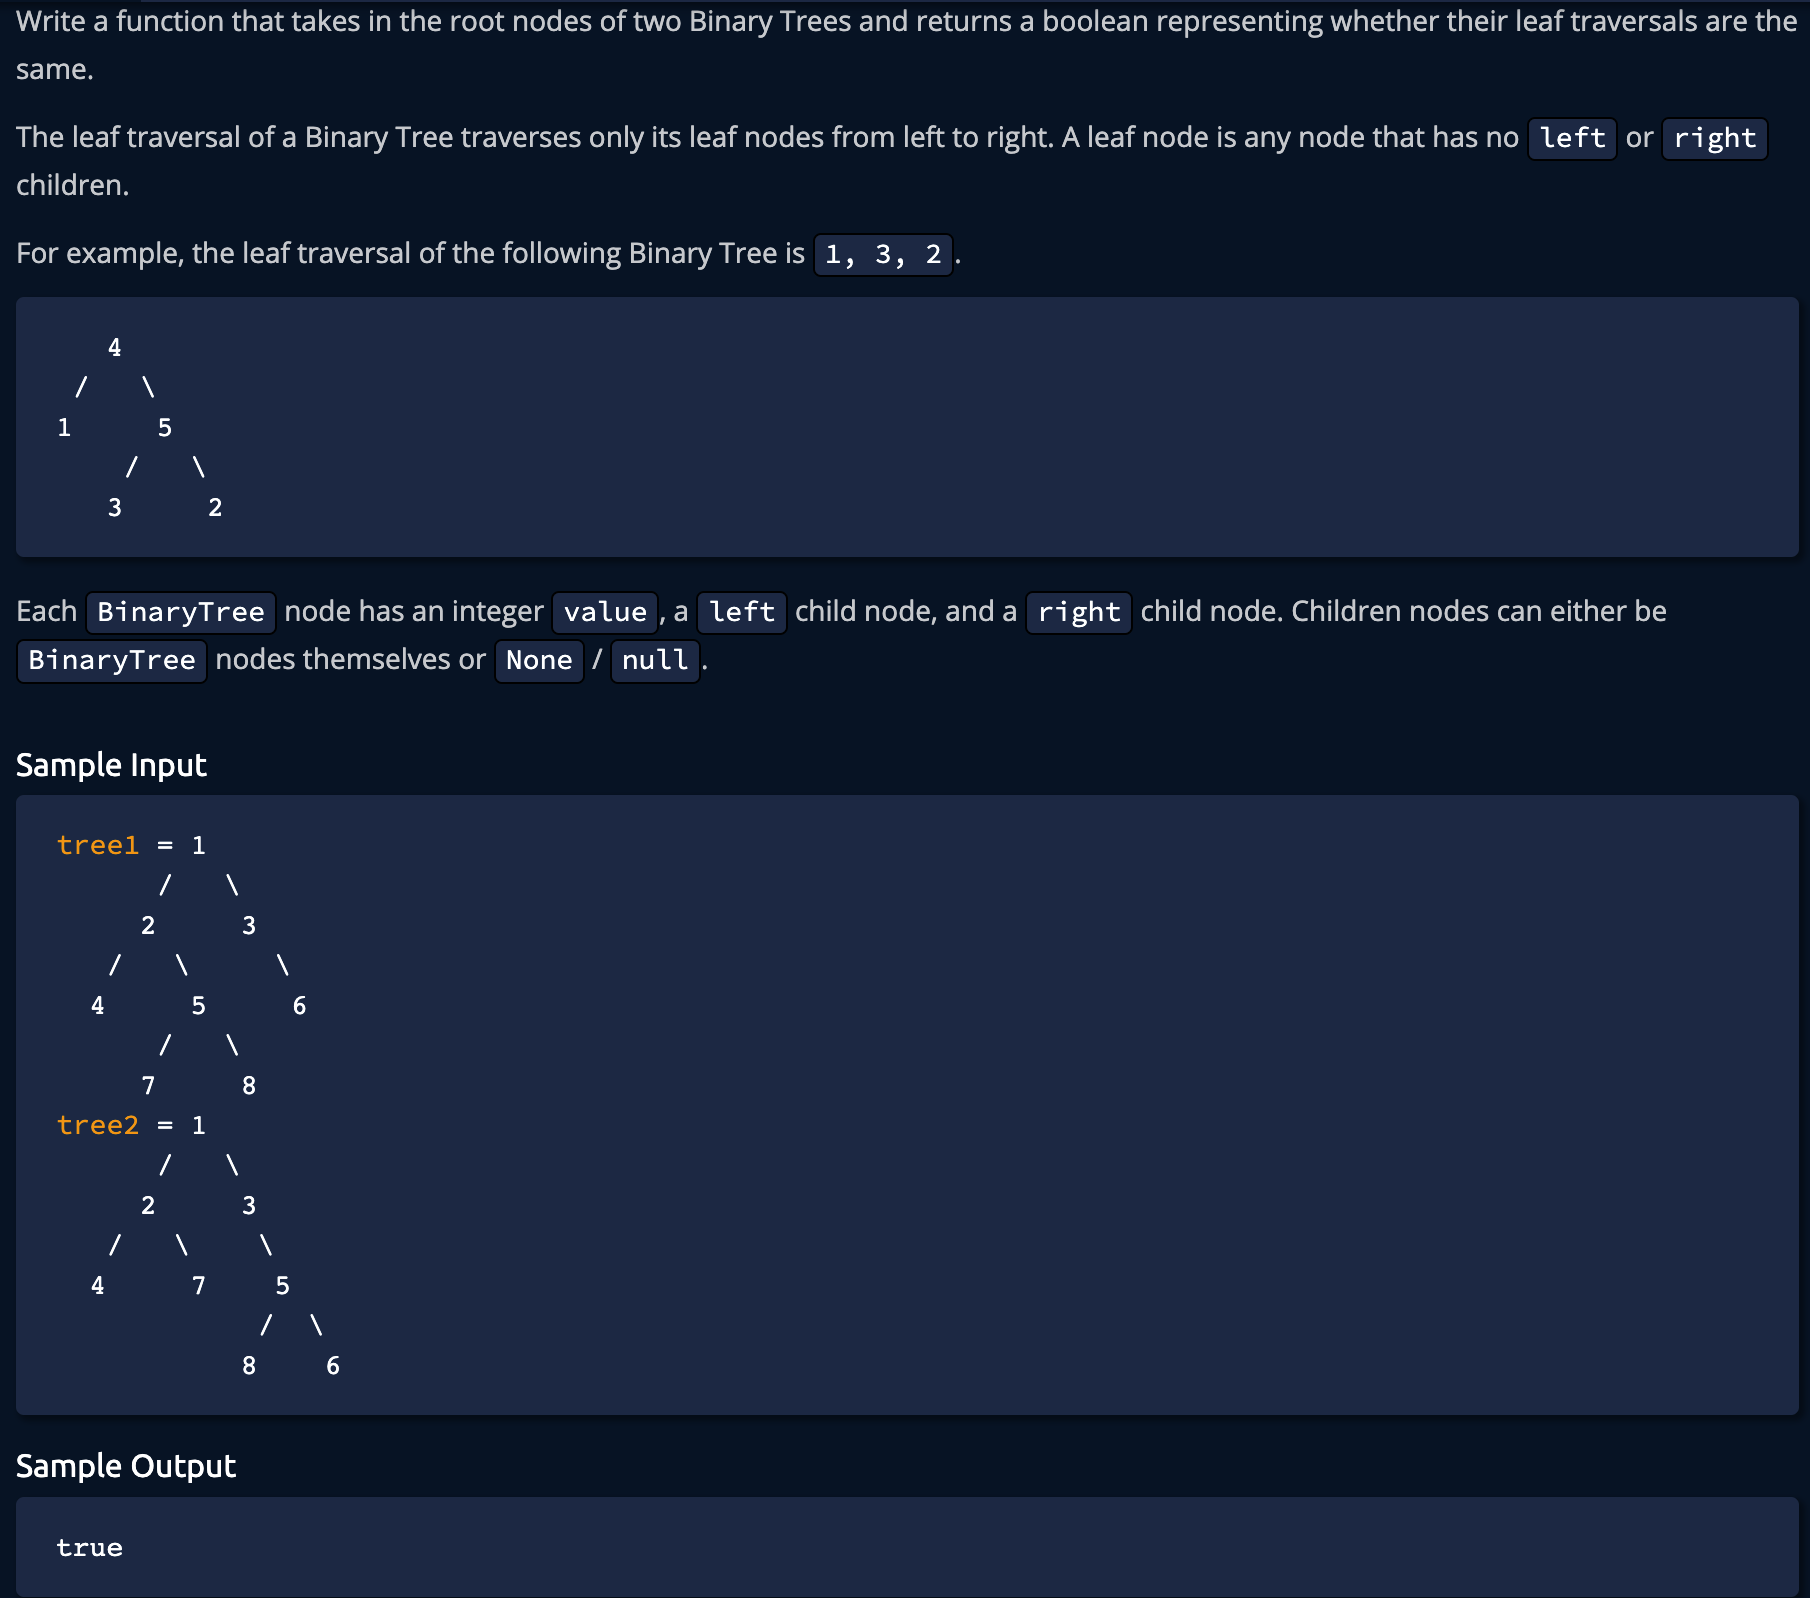 Write a function that takes in the root nodes of two Binary Trees and returns a boolean representing whether their leaf traversals are the
same.
The leaf traversal of a Binary Tree traverses only its leaf nodes from left to right. A leaf node is any node that has no left or right
children.
For example, the leaf traversal of the following Binary Tree is 1, 3, 2.
4
/ \
1 5
/ \
3 2
Each BinaryTree node has an integer value, a left child node, and a right child node. Children nodes can either be
BinaryTree nodes themselves or None / null.
Sample Input
tree1 = 1
/ \
2 3
/ \ \
4 5 6
/ \
7 8
tree2 = 1
/ \
2 3
/ \ \
4 7 5
/ \
8 6
Sample Output
true